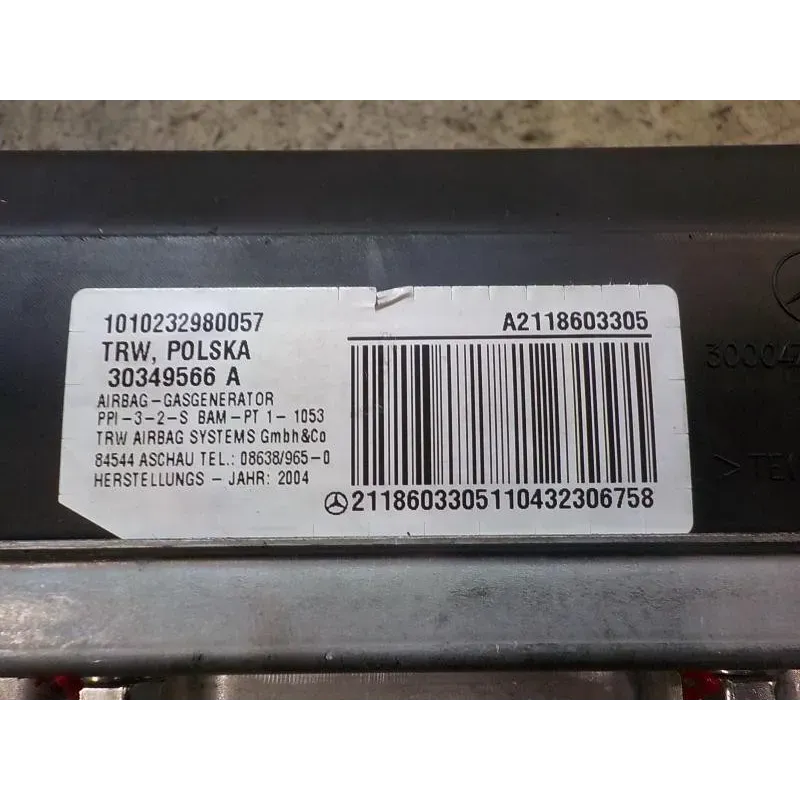 1010232980057
TRW, POLSKA
30349566 A
AIRBAG-GASGENERATOR
PPI-3-2-S BAM-PT 1- 1053
TRW AIRBAG SYSTEMS Gmbh&Co
84544 ASCHAU TEL.: 08638/965-0
HERSTELLUNGS - JAHR: 2004
A2118603305
2118603305110432306758